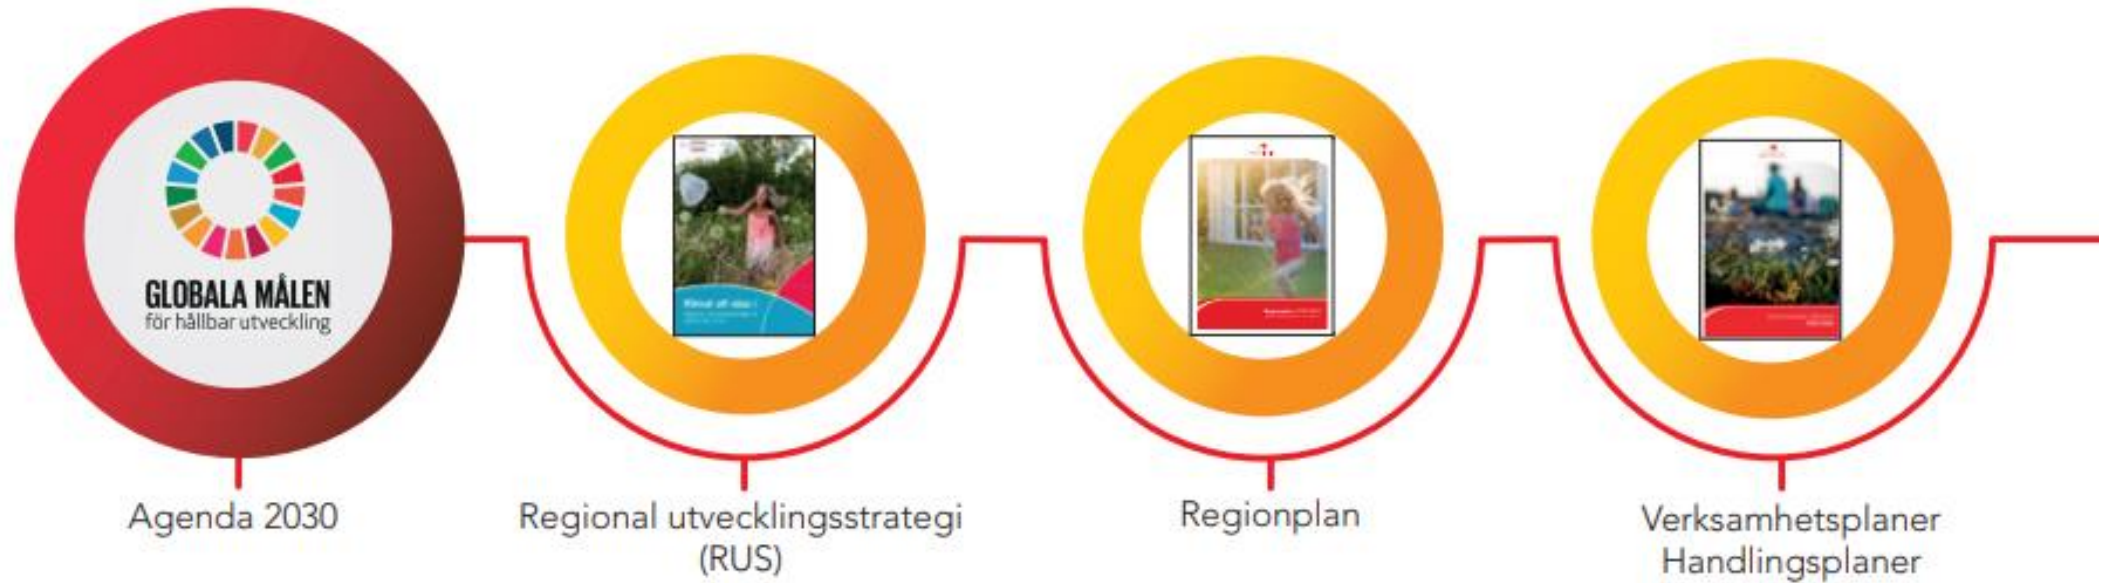 GLOBALA MÅLEN
för hållbar utveckling
Agenda 2030
Regional utvecklingsstrategi
(RUS)
Regionplan
Verksamhetsplaner
Handlingsplaner